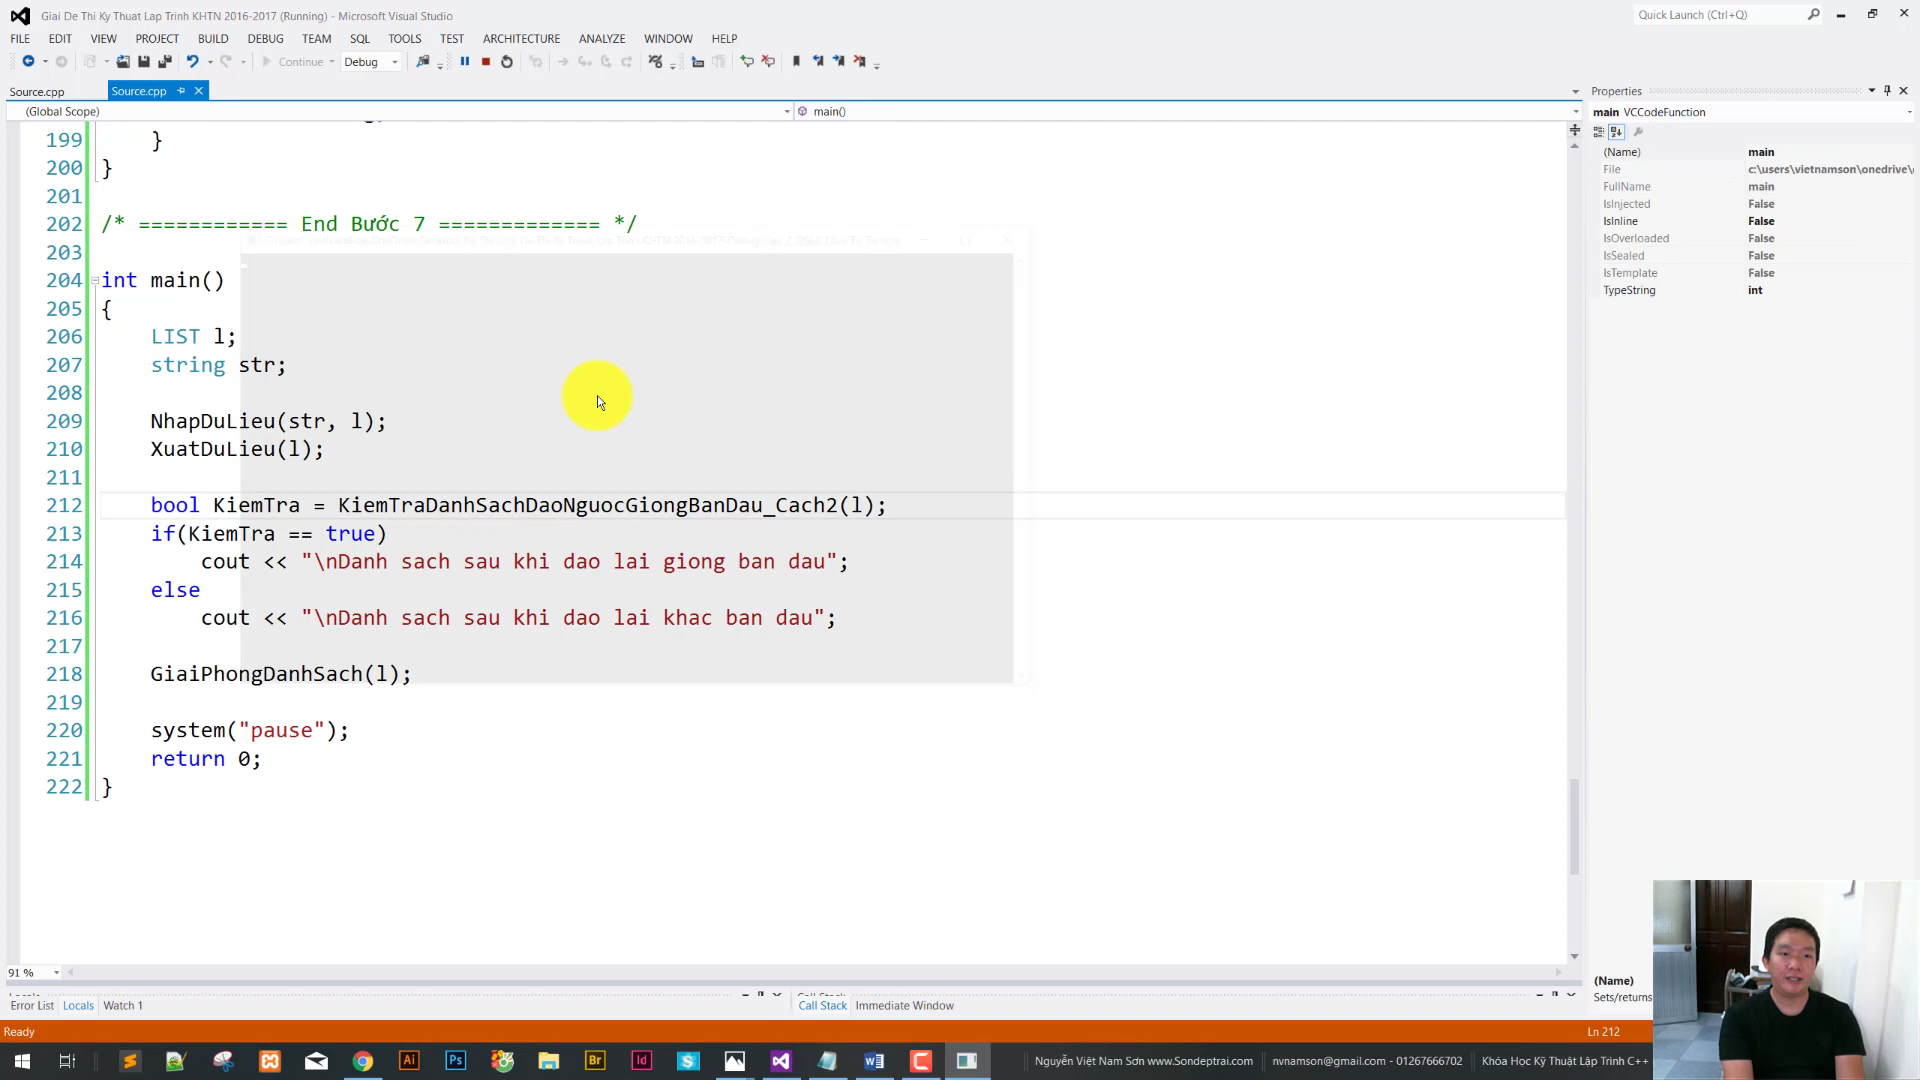 Giai De Thi Ky Thuat Lap Trinh KHTN 2016-2017 (Running) - Microsoft Visual Studio
Quick Launch (Ctrl+Q)
FILE EDIT VIEW PROJECT BUILD DEBUG TEAM SQL TOOLS TEST ARCHITECTURE ANALYZE WINDOW HELP
Continue Debug
Source.cpp Source.cpp
(Global Scope) main()
199 }
200 }
201
202 /* ============ End Bước 7 ============= */
203
204 int main()
205 {
206 LIST l;
207 string str;
208
209 NhapDuLieu(str, l);
210 XuatDuLieu(l);
211
212 bool KiemTra = KiemTraDanhSachDaoNguocGiongBanDau_Cach2(l);
213 if(KiemTra == true)
214 cout << "\nDanh sach sau khi dao lai giong ban dau";
215 else
216 cout << "\nDanh sach sau khi dao lai khac ban dau";
217
218 GiaiPhongDanhSach(l);
219
220 system("pause");
221 return 0;
222 }
Properties
main VCCodeFunction
(Name) main
File c:\users\vietnamson\onedrive\
FullName main
IsInjected False
IsInline False
IsOverloaded False
IsSealed False
IsTemplate False
TypeString int
(Name)
Sets/returns
91 %
Error List Locals Watch 1
Call Stack Immediate Window
Ready
Ln 212
Nguyễn Việt Nam Sơn www.Sondeptrai.com nvnamson@gmail.com - 01267666702 Khóa Học Kỹ Thuật Lập Trình C++